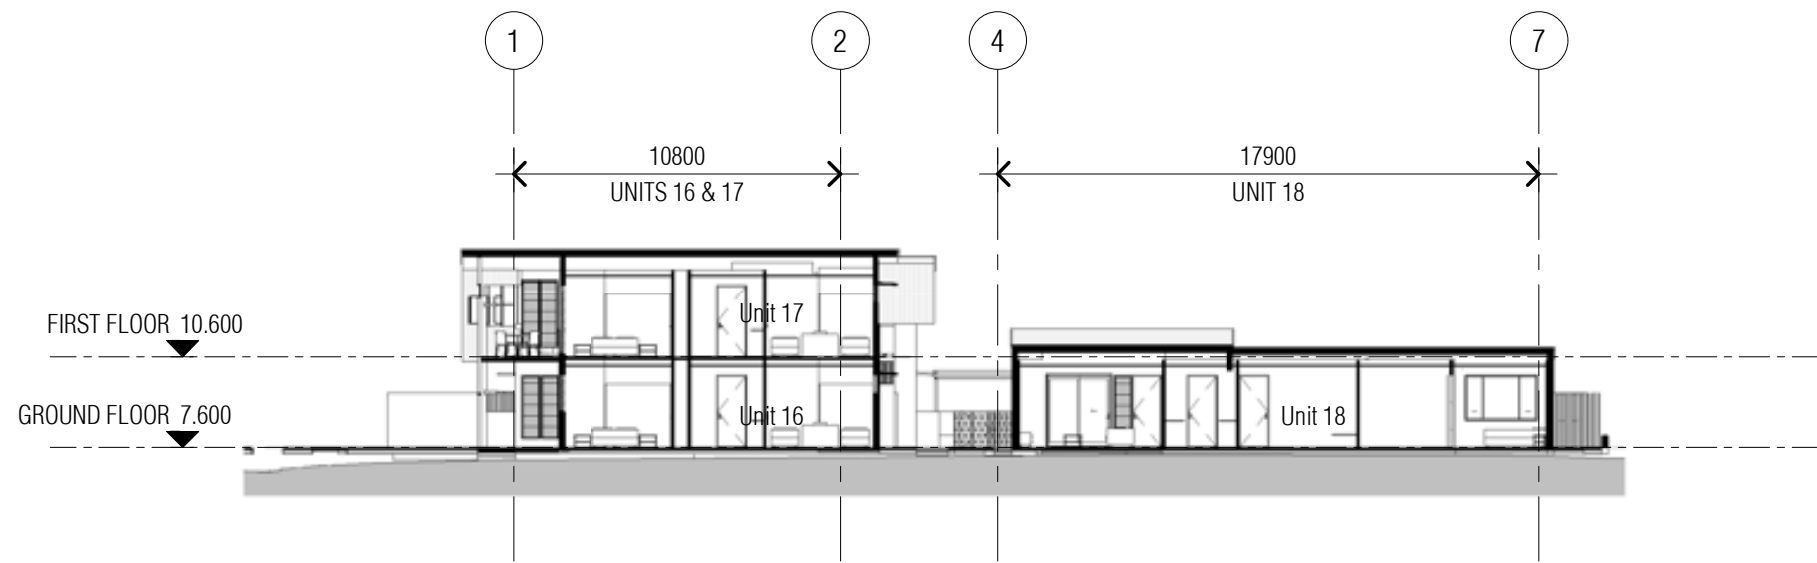 1
2
4
7
10800
17900
UNITS 16 & 17
UNIT 18
Unit 17
FIRST FLOOR 10.600
GROUND FLOOR 7.600
Unit 16
Unit 18